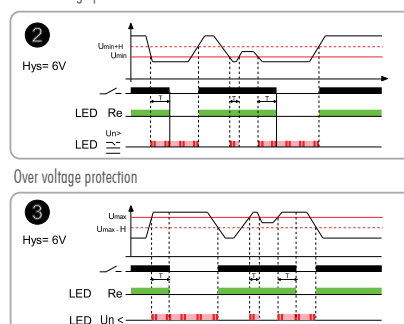 2
Hys= 6V
Umin+H
Umin
T T T
LED Re
Un>
LED
Over voltage protection
3
Hys= 6V
Umax
Umax - H
T T T
LED Re
LED Un <